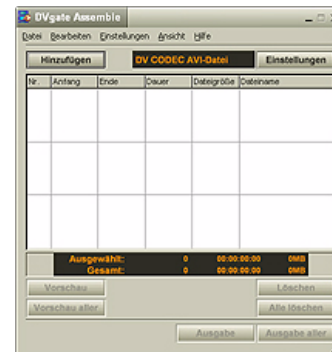 DVgate Assemble
Datei Bearbeiten Einstellungen Ansicht Hilfe
Hinzufügen DV CODEC AVI-Datei Einstellungen
Nr. Anfang Ende Dauer Dateigröße Dateiname
Ausgewählt: 0 00:00:00:00 0MB
Gesamt: 0 00:00:00:00 0MB
Vorschau Löschen
Vorschau aller Alle löschen
Ausgabe Ausgabe aller